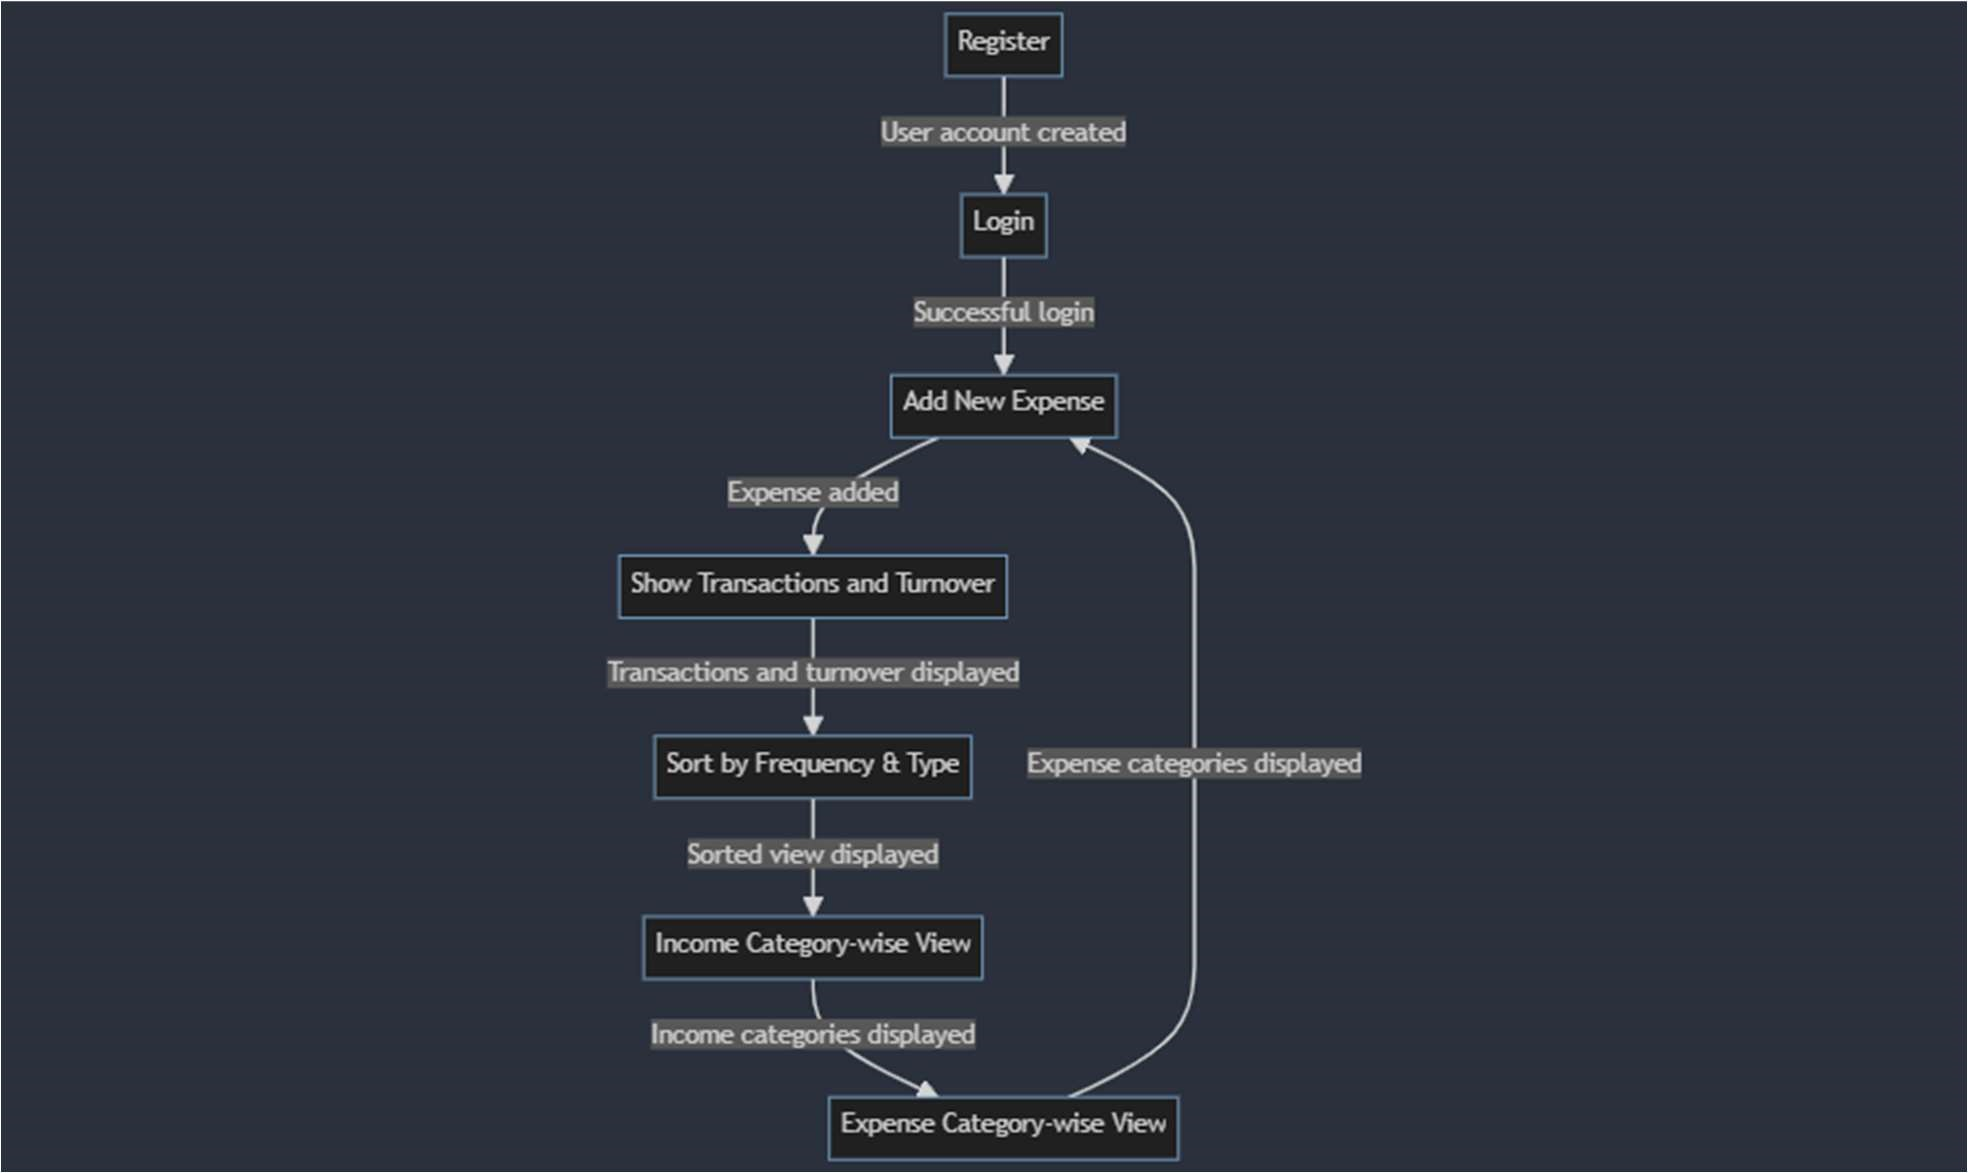 Register
User account created
Login
Successful login
Add New Expense
Expense added
Show Transactions and Turnover
Transactions and turnover displayed
Sort by Frequency & Type
Expense categories displayed
Sorted view displayed
Income Category-wise View
Income categories displayed
Expense Category-wise View